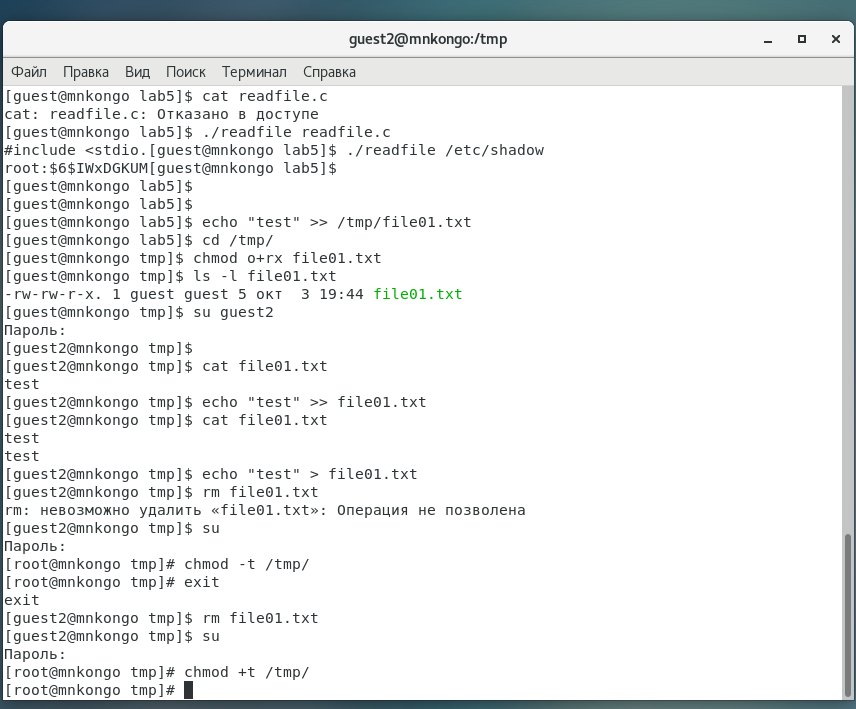 guest2@mnkongo:/tmp
Файл Правка Вид Поиск Терминал Справка
[guest@mnkongo lab5]$ cat readfile.c
cat: readfile.c: Отказано в доступе
[guest@mnkongo lab5]$ ./readfile readfile.c
#include <stdio.[guest@mnkongo lab5]$ ./readfile /etc/shadow
root:$6$IWxDGKUM[guest@mnkongo lab5]$
[guest@mnkongo lab5]$
[guest@mnkongo lab5]$
[guest@mnkongo lab5]$ echo "test" >> /tmp/file01.txt
[guest@mnkongo lab5]$ cd /tmp/
[guest@mnkongo tmp]$ chmod o+rx file01.txt
[guest@mnkongo tmp]$ ls -l file01.txt
-rw-rw-r-x. 1 guest guest 5 окт  3 19:44 file01.txt
[guest@mnkongo tmp]$ su guest2
Пароль:
[guest2@mnkongo tmp]$
[guest2@mnkongo tmp]$ cat file01.txt
test
[guest2@mnkongo tmp]$ echo "test" >> file01.txt
[guest2@mnkongo tmp]$ cat file01.txt
test
test
[guest2@mnkongo tmp]$ echo "test" > file01.txt
[guest2@mnkongo tmp]$ rm file01.txt
rm: невозможно удалить «file01.txt»: Операция не позволена
[guest2@mnkongo tmp]$ su
Пароль:
[root@mnkongo tmp]# chmod -t /tmp/
[root@mnkongo tmp]# exit
exit
[guest2@mnkongo tmp]$ rm file01.txt
[guest2@mnkongo tmp]$ su
Пароль:
[root@mnkongo tmp]# chmod +t /tmp/
[root@mnkongo tmp]#